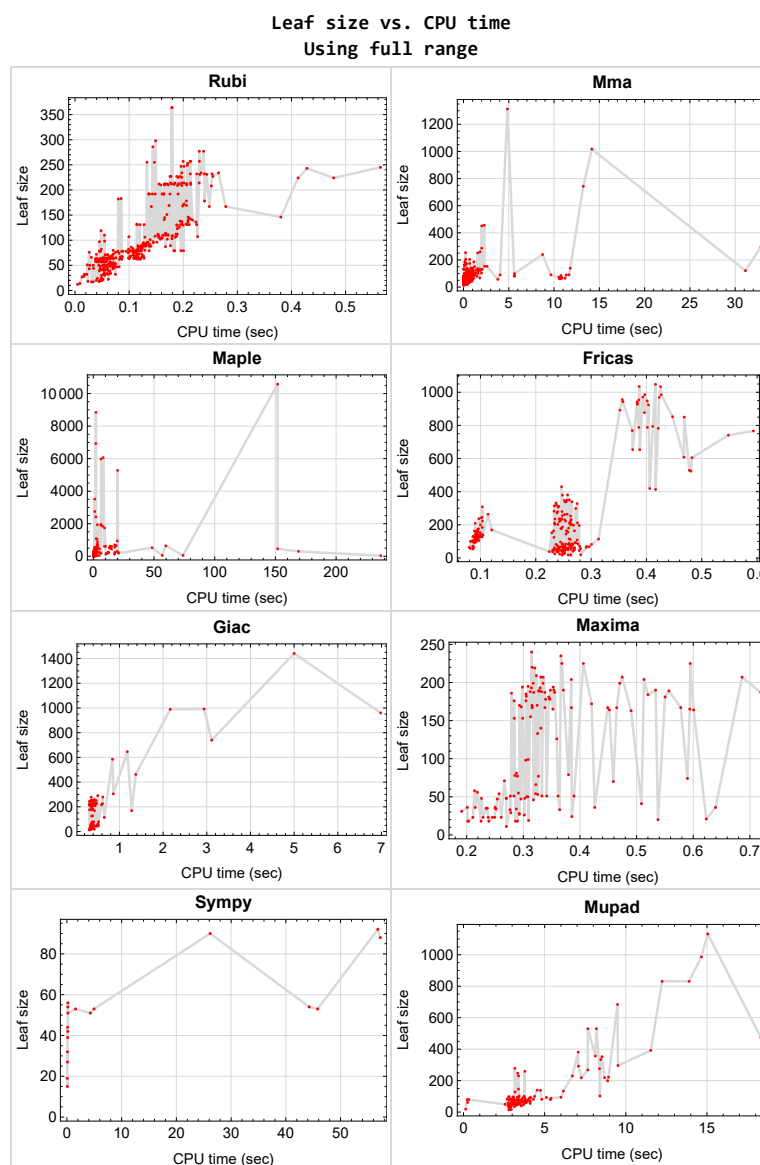 Leaf size vs. CPU time
Using full range
Rubi
Leaf size
350
300
250
200
150
100
50
0
0.0 0.1 0.2 0.3 0.4 0.5
CPU time (sec)
Mma
Leaf size
1200
1000
800
600
400
200
0
0 5 10 15 20 25 30
CPU time (sec)
Maple
Leaf size
10000
8000
6000
4000
2000
0
0 50 100 150 200
CPU time (sec)
Fricas
Leaf size
1000
800
600
400
200
0
0.1 0.2 0.3 0.4 0.5
CPU time (sec)
Giac
Leaf size
1400
1200
1000
800
600
400
200
0
1 2 3 4 5 6 7
CPU time (sec)
Maxima
Leaf size
250
200
150
100
50
0
0.2 0.3 0.4 0.5 0.6 0.7
CPU time (sec)
Sympy
Leaf size
80
60
40
20
0
0 10 20 30 40 50
CPU time (sec)
Mupad
Leaf size
1000
800
600
400
200
0
0 5 10 15
CPU time (sec)